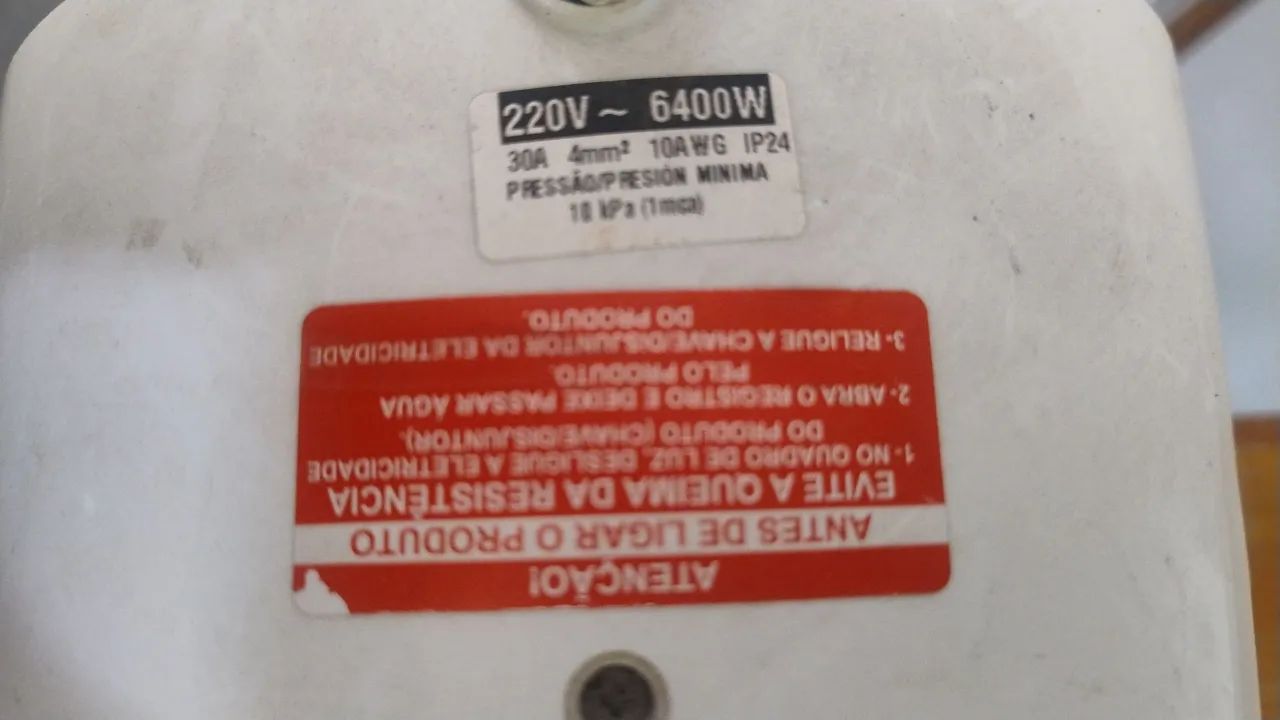 220V ~ 6400W
30A 4mm² 10AWG IP24
PRESSÃO/PRESIÓN MINIMA
10 kPa (1mca)
ATENÇÃO!
ANTES DE LIGAR O PRODUTO
EVITE A QUEIMA DA RESISTÊNCIA
1- NO QUADRO DE LUZ, DESLIGUE A ELETRICIDADE
DO PRODUTO (CHAVE/DISJUNTOR).
2- ABRA O REGISTRO E DEIXE PASSAR ÁGUA
PELO PRODUTO.
3- RELIGUE A CHAVE/DISJUNTOR DA ELETRICIDADE
DO PRODUTO.